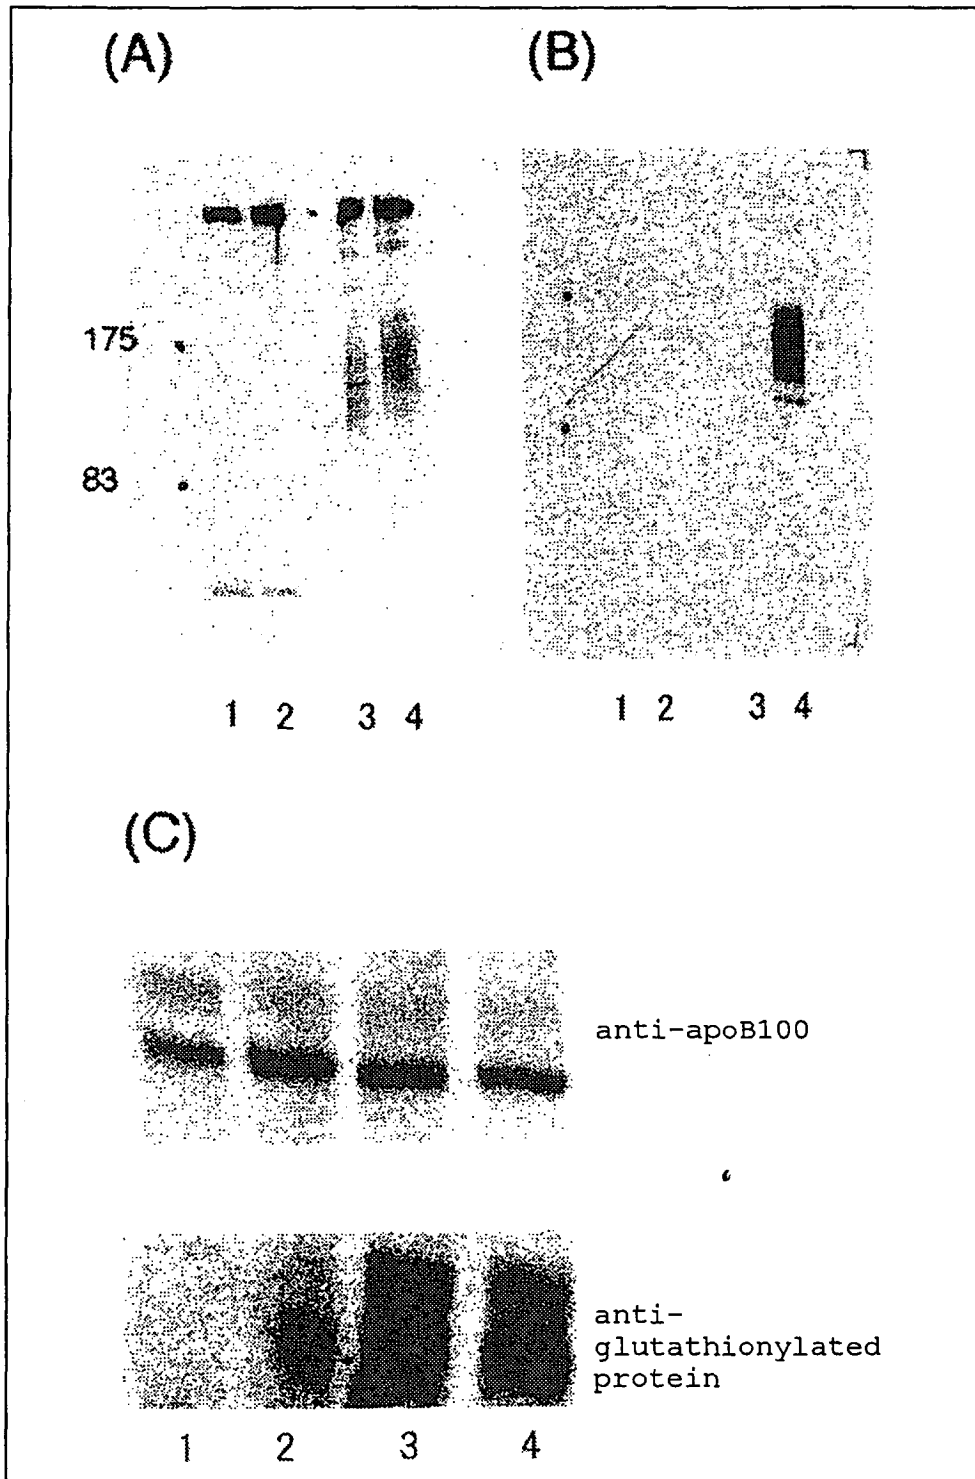 (A)
(B)
175
83
1 2 3 4
1 2 3 4
(C)
anti-apoB100
anti-
glutathionylated
protein
1 2 3 4